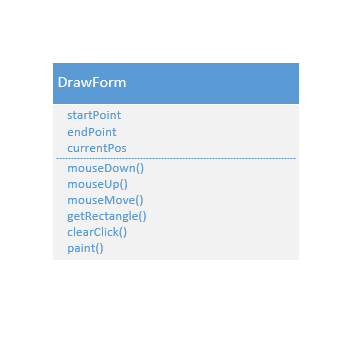 DrawForm
startPoint
endPoint
currentPos
mouseDown()
mouseUp()
mouseMove()
getRectangle()
clearClick()
paint()